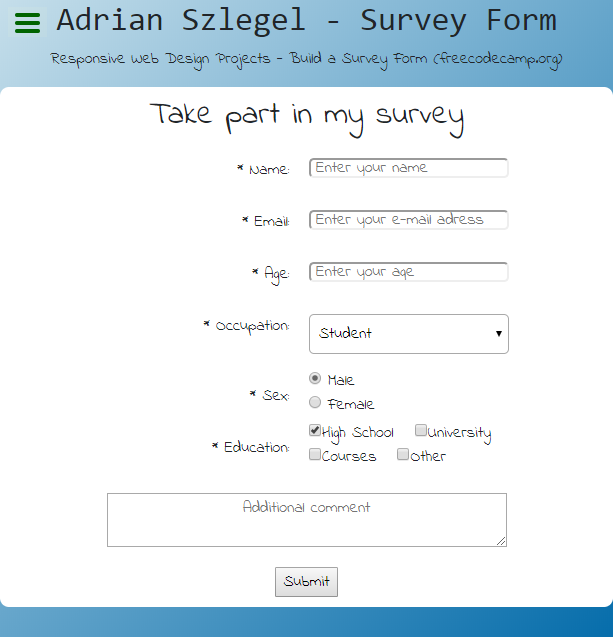 Adrian Szlegel - Survey Form
Responsive Web Design Projects - Build a Survey Form (freecodecamp.org)
Take part in my survey
* Name: Enter your name
* Email: Enter your e-mail adress
* Age: Enter your age
* Occupation: Student
* Sex: Male
Female
* Education: High School University
Courses Other
Additional comment
Submit